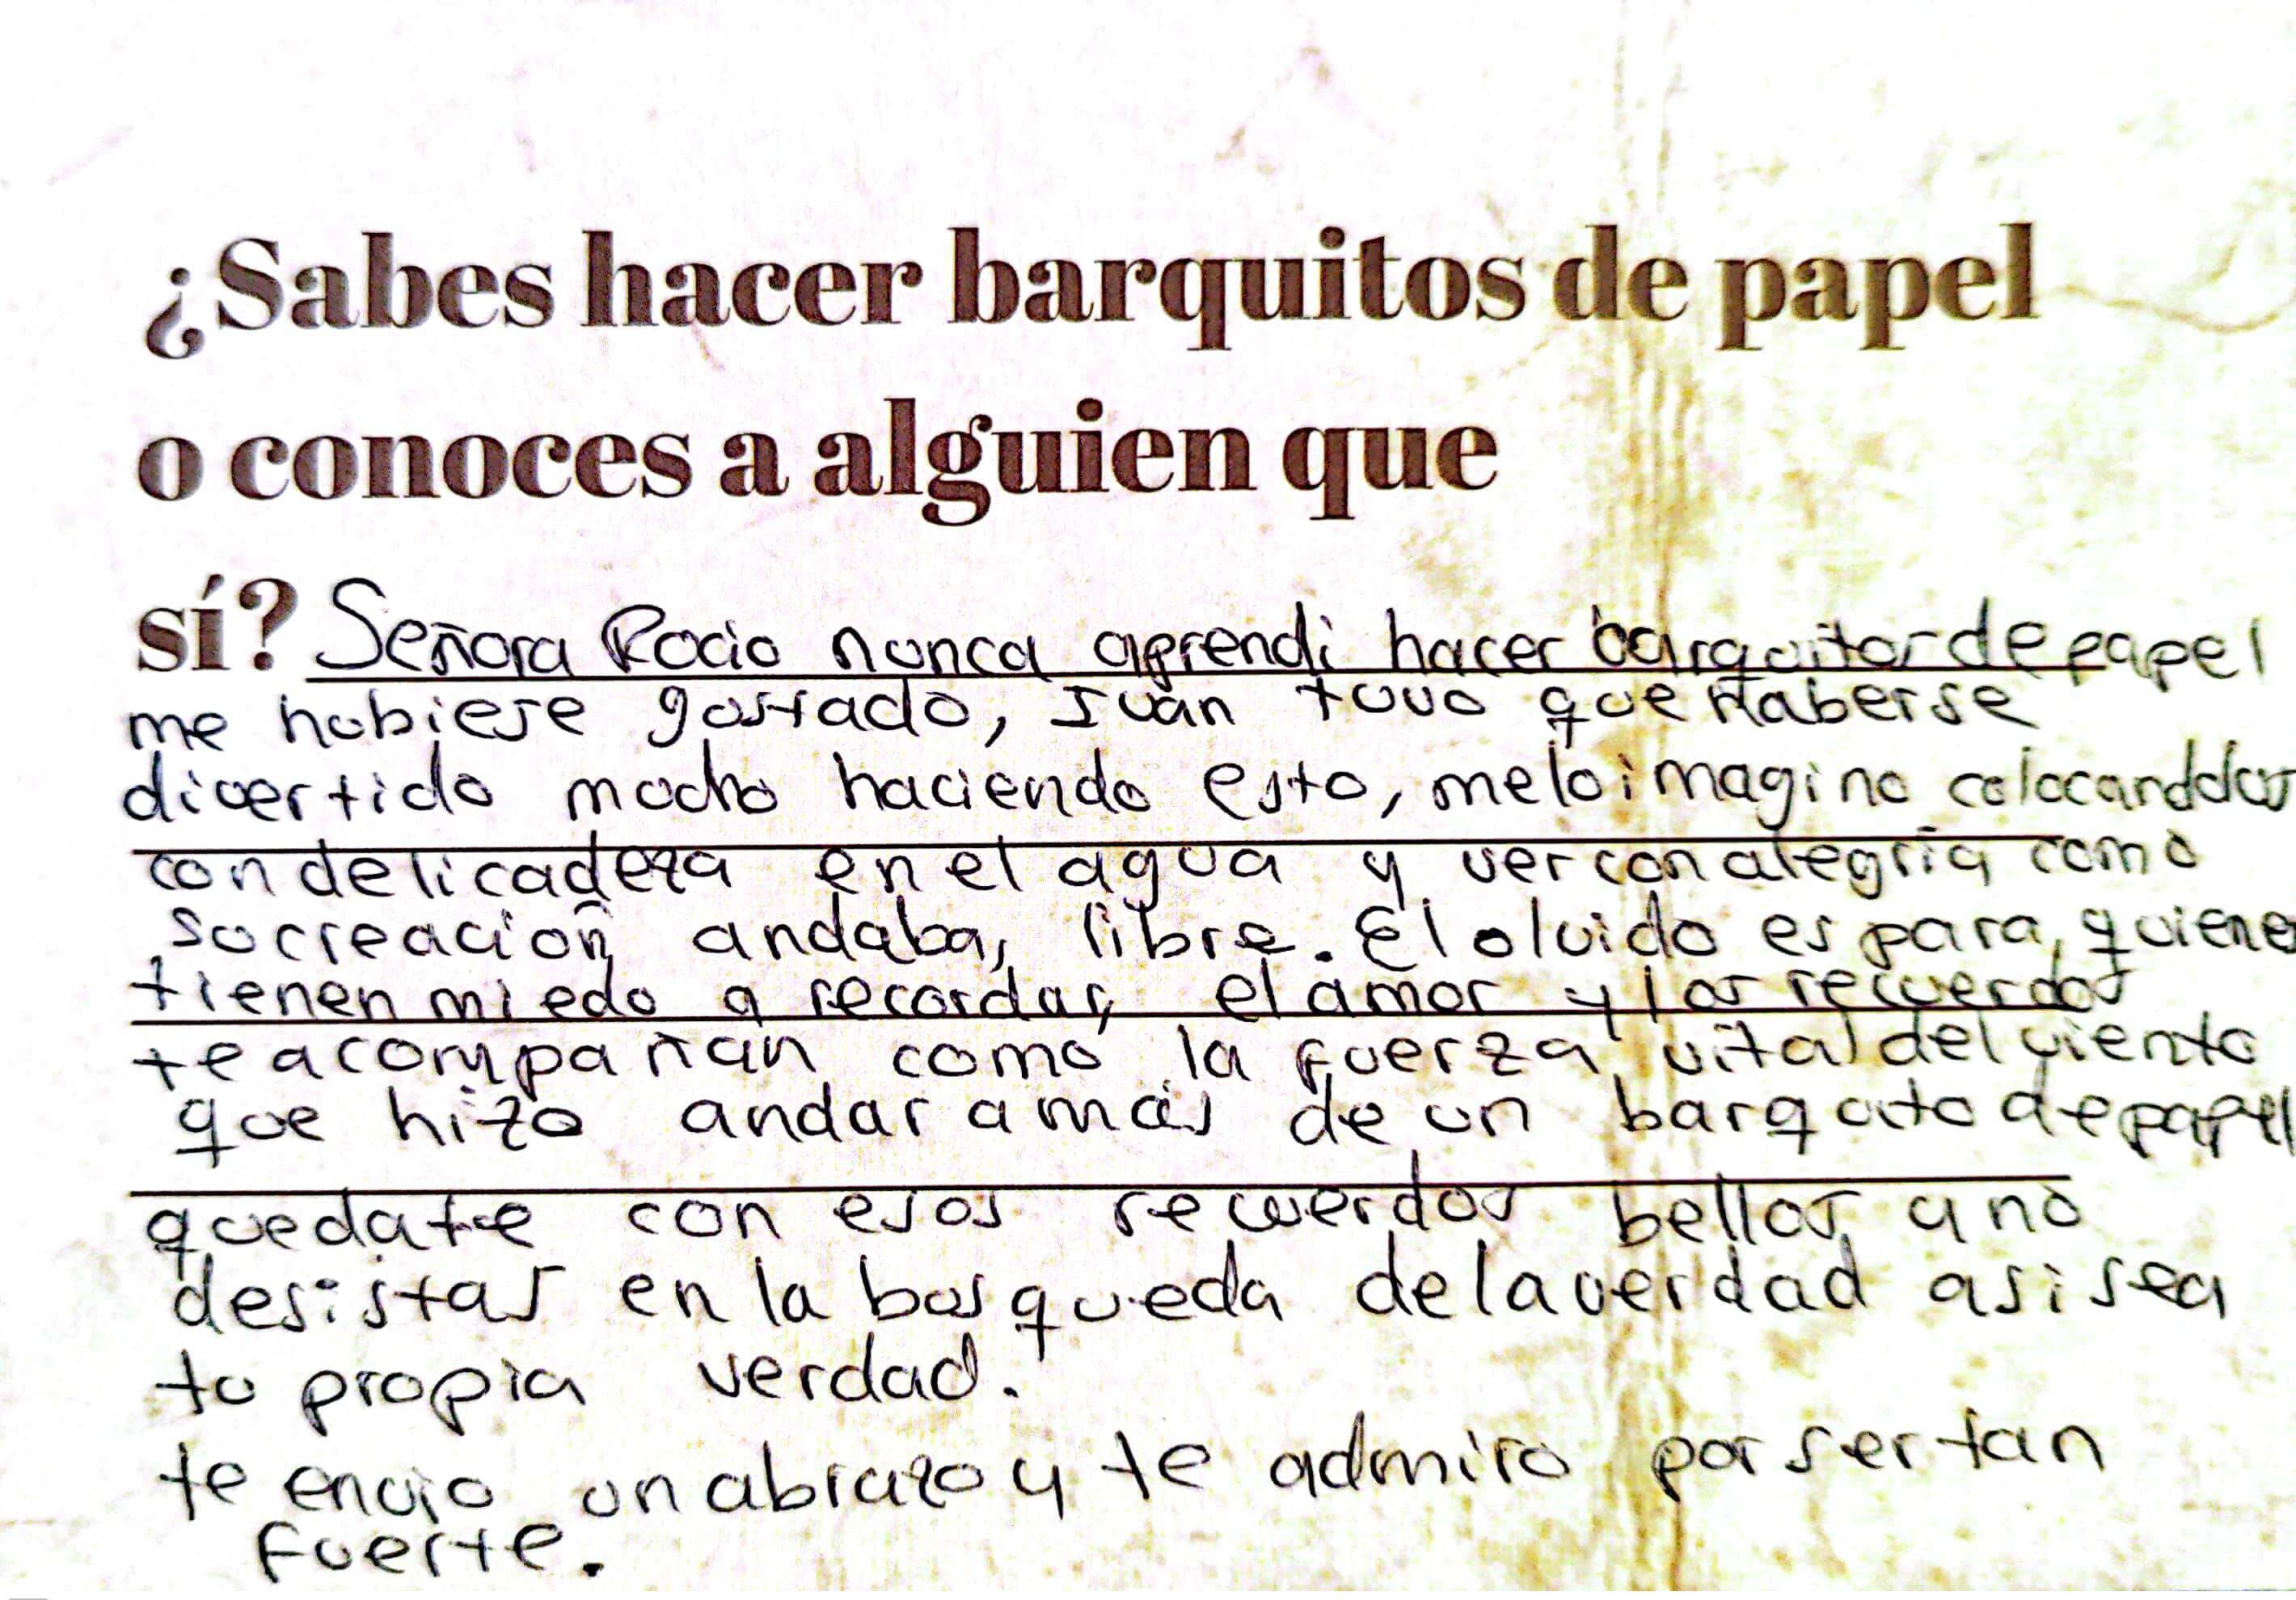 ¿Sabes hacer barquitos de papel
o conoces a alguien que
sí? Señora Rocio nunca aprendi hacer barquitos de papel
me hubiese gostado, Iván tuvo que haberse
divertido mucho haciendo esto, me lo imagino colocanddolos
con delicadeza en el agua y ver con alegría como
su creación andaba, libre. El olvido es para, quienes
tienen miedo a recordar, el amor y los recuerdos
te acompañan como la fuerza vital del viento
que hizo andar a más de un barquito de papel
quedate con esos recuerdos bellos y no
desistas en la busqueda de la verdad asi sea
tu propia verdad.
te envio un abrazo y te admiro por ser tan
fuerte.